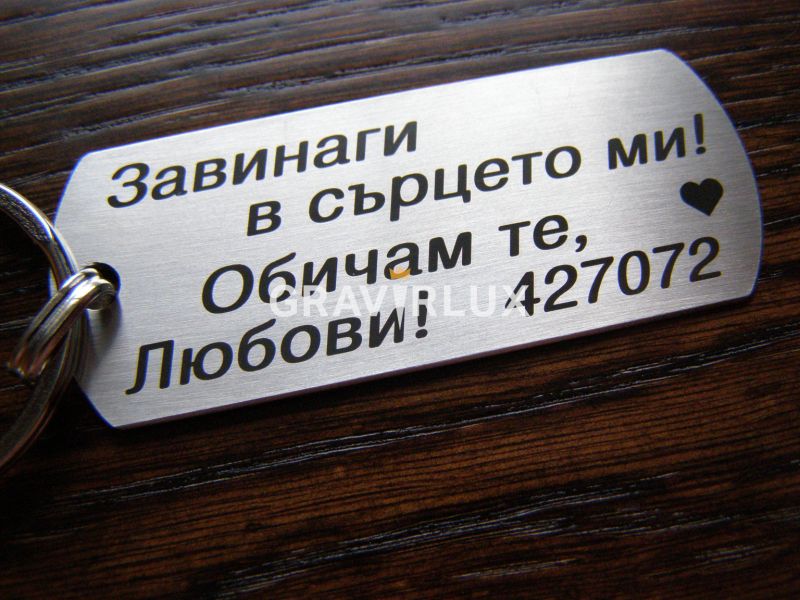 Завинаги
в сърцето ми!
Обичам те, ♥
Любови! 427072
GRAVIRLUX